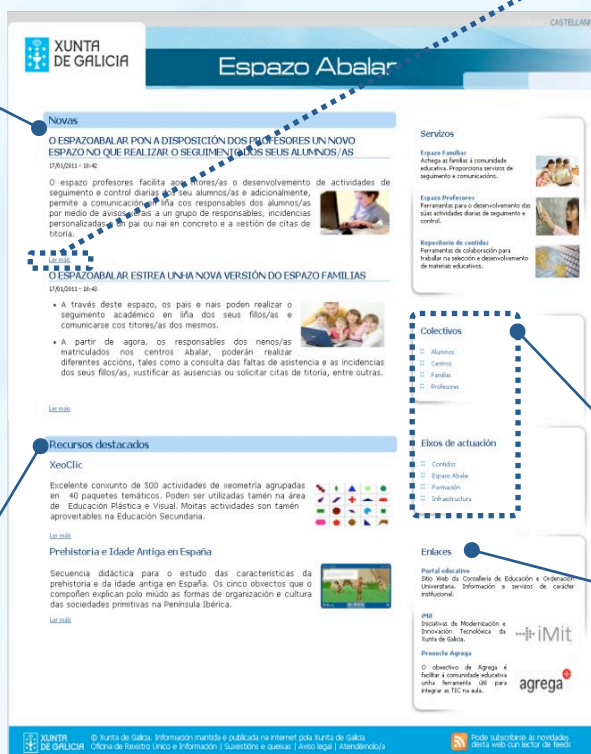 CASTELLANO
XUNTA
DE GALICIA
Espazo Abalar
Novas
O ESPAZOABALAR PON A DISPOSICIÓN DOS PROFESORES UN NOVO
ESPAZO NO QUE REALIZAR O SEGUIMENTO DOS SEUS ALUMNOS/AS
17/01/2011 - 18:42
O espazo profesores facilita aos titores/as o desenvolvemento de actividades de
seguimento e control diarias dos seu alumnos/as e adicionalmente,
permite a comunicación en liña cos responsables dos alumnos/as
por medio de avisos xerais a un grupo de responsables, incidencias
personalizadas a un pai ou nai en concreto e a xestión de citas de
titoría.
Ler máis
O ESPAZOABALAR ESTREA UNHA NOVA VERSIÓN DO ESPAZO FAMILIAS
17/01/2011 - 18:43
• A través deste espazo, os pais e nais poden realizar o
seguimento académico en liña dos seus fillos/as e
comunicarse cos titores/as dos mesmos.
• A partir de agora, os responsables dos nenos/as
matriculados nos centros Abalar, poderán realizar
diferentes accións, tales como a consulta das faltas de asistencia e as incidencias
dos seus fillos/as, xustificar as ausencias ou solicitar citas de titoría, entre outras.
Ler máis
Recursos destacados
XeoClic
Excelente conxunto de 500 actividades de xeometría agrupadas
en 40 paquetes temáticos. Poden ser utilizadas tamén na área
de Educación Plástica e Visual. Moitas actividades son tamén
aproveitables na Educación Secundaria.
Ler máis
Prehistoria e Idade Antiga en España
Secuencia didáctica para o estudo das características da
prehistoria e da idade antiga en España. Os cinco obxectos que o
compoñen explican polo miúdo as formas de organización e cultura
das sociedades primitivas na Península Ibérica.
Ler máis
Servizos
Espazo Familias
Achega as familias á comunidade
educativa. Proporciona servizos de
seguimento e comunicacións.
Espazo Profesores
Ferramentas para o desenvolvemento das
súas actividades diarias de seguimento e
control.
Repositorio de contidos
Ferramentas de colaboración para
traballar na selección e desenvolvemento
de materiais educativos.
Colectivos
Alumnos
Centros
Familias
Profesores
Eixos de actuación
Contidos
Espazo Abalar
Formación
Infraestructura
Enlaces
Portal educativo
Sitio Web da Consellería de Educación e Ordenación
Universitaria. Información e servizos de carácter
institucional.
iMit
Iniciativas de Modernización e
Innovación Tecnolóxica da
Xunta de Galicia.
iMit
Proxecto Agrega
O obxectivo de Agrega é
facilitar á comunidade educativa
unha ferramenta útil para
integrar as TIC na aula.
agrega
XUNTA
DE GALICIA
© Xunta de Galicia. Información mantida e publicada na internet pola Xunta de Galicia
Oficina de Rexistro Único e Información | Suxestións e queixas | Aviso legal | Atendémolo/a
Pode subscribirse ás novidades
desta web cun lector de feeds